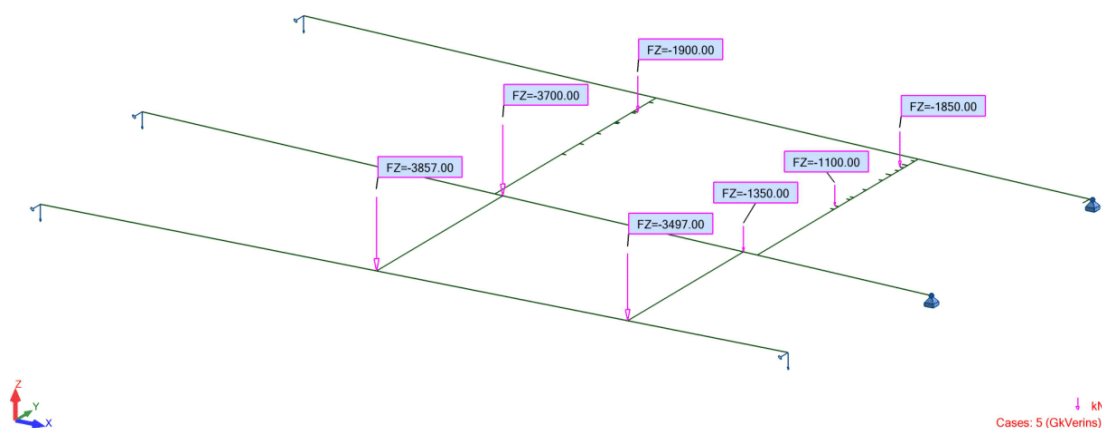 FZ=-1900.00
FZ=-3700.00
FZ=-1850.00
FZ=-3857.00
FZ=-1100.00
FZ=-1350.00
FZ=-3497.00
Z
Y
X
kN
Cases: 5 (GkVerins)